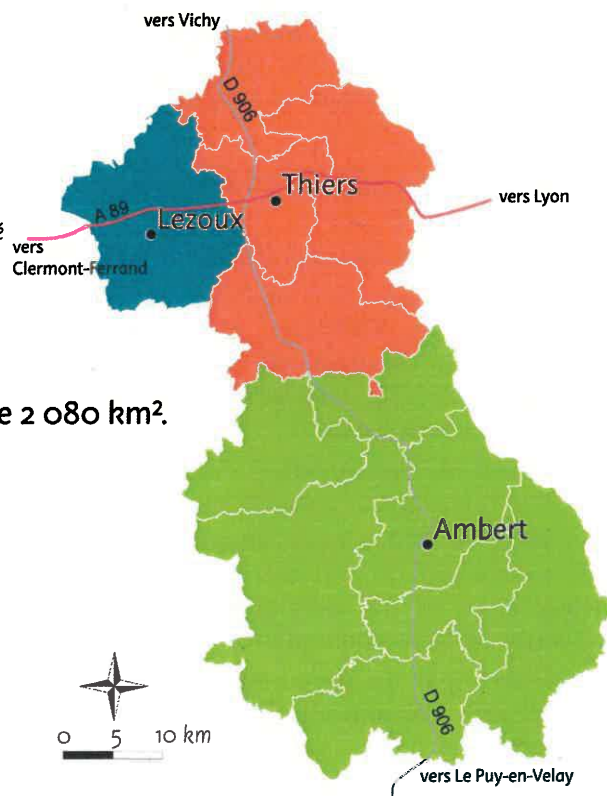 vers Vichy
D 906
Thiers
vers Lyon
A 89
Lezoux
vers
Clermont-Ferrand
e 2 080 km².
Ambert
0 5 10 km
D 906
vers Le Puy-en-Velay